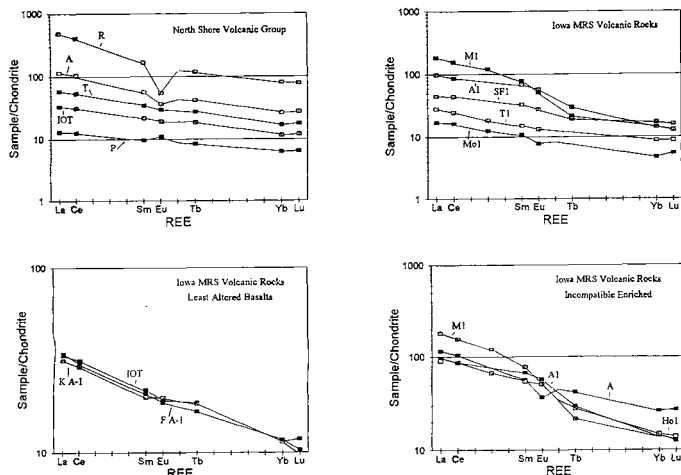 North Shore Volcanic Group
1000
100
10
1
Sample/Chondrite
R
A
T
IOT
P
La Ce Sm Eu Tb Yb Lu
REE
Iowa MRS Volcanic Rocks
1000
100
10
1
Sample/Chondrite
M1
A1
SF1
T1
Mo1
La Ce Sm Eu Tb Yb Lu
REE
Iowa MRS Volcanic Rocks
Least Altered Basalts
100
10
Sample/Chondrite
IOT
K A-1
F A-1
La Ce Sm Eu Tb Yb Lu
REE
Iowa MRS Volcanic Rocks
Incompatible Enriched
1000
100
10
Sample/Chondrite
M1
A1
A
Ho1
La Ce Sm Eu Tb Yb Lu
REE